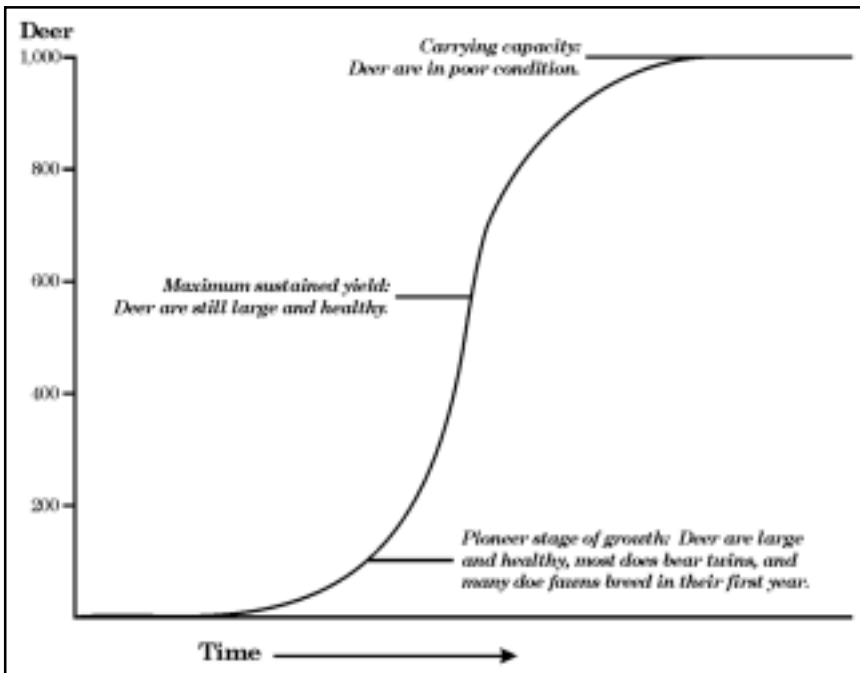 Deer
1,000
Carrying capacity:
Deer are in poor condition.
800
600
Maximum sustained yield:
Deer are still large and healthy.
400
200
Pioneer stage of growth: Deer are large
and healthy, most does bear twins, and
many doe fawns breed in their first year.
Time